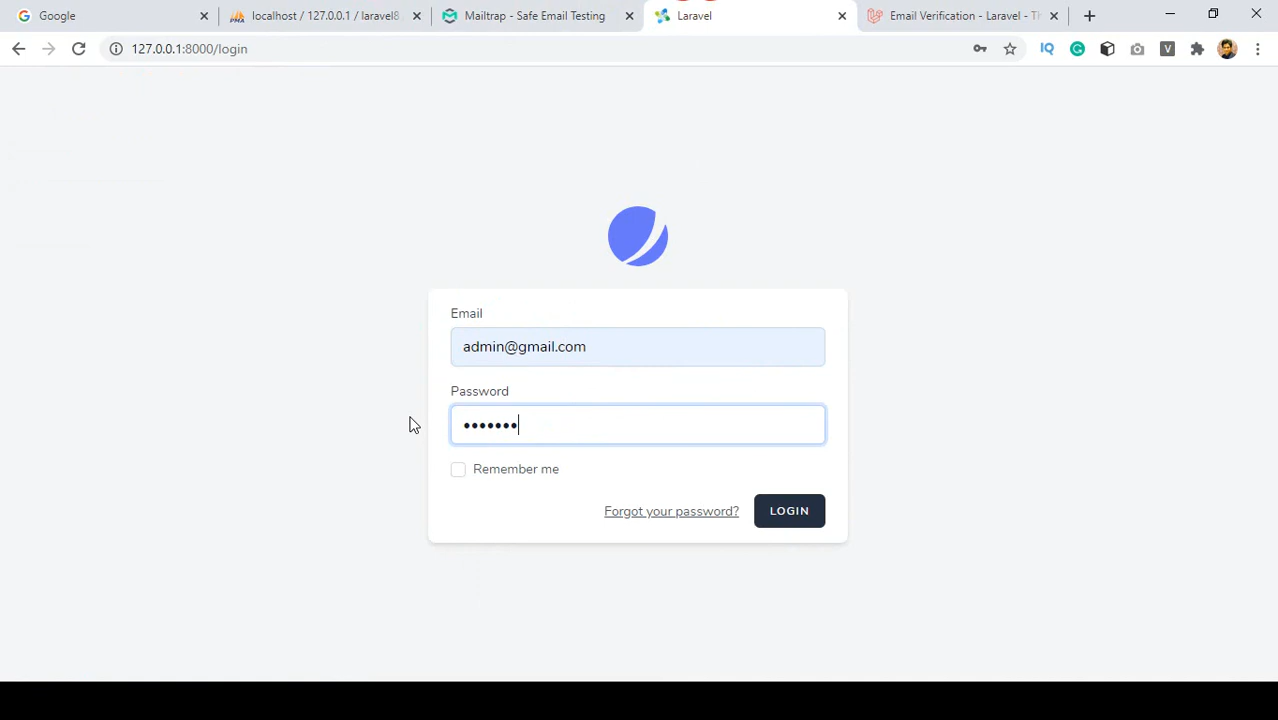 Google
localhost / 127.0.0.1 / laravel8
Mailtrap - Safe Email Testing
Laravel
Email Verification - Laravel - Th
127.0.0.1:8000/login
IQ
V
Email
admin@gmail.com
Password
•••••••
Remember me
Forgot your password?
LOGIN